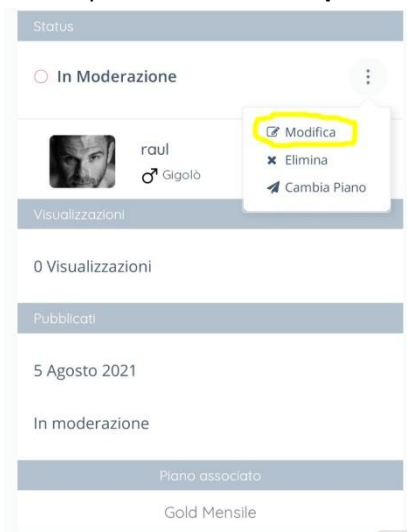 Status
In Moderazione
Modifica
raul
Elimina
Gigolò
Cambia Piano
Visualizzazioni
0 Visualizzazioni
Pubblicati
5 Agosto 2021
In moderazione
Piano associato
Gold Mensile